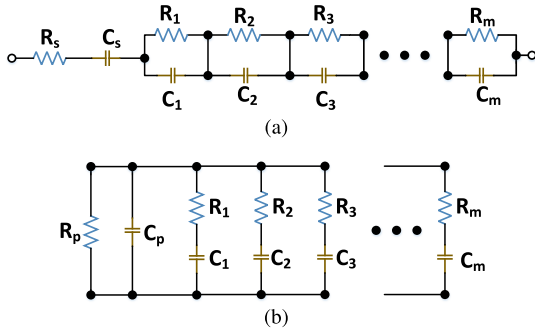 R₁ R₂ R₃ Rₘ
Rₛ Cₛ
C₁ C₂ C₃ Cₘ
(a)
R₁ R₂ R₃ Rₘ
Rₚ Cₚ
C₁ C₂ C₃ Cₘ
(b)